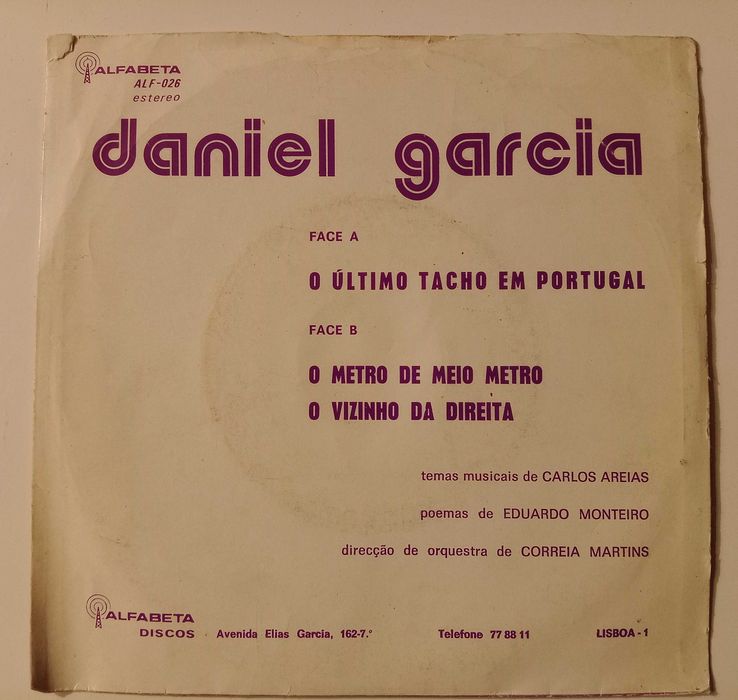 ALFABETA
ALF-026
estereo
daniel garcia
FACE A
O ÚLTIMO TACHO EM PORTUGAL
FACE B
O METRO DE MEIO METRO
O VIZINHO DA DIREITA
temas musicais de CARLOS AREIAS
poemas de EDUARDO MONTEIRO
direcção de orquestra de CORREIA MARTINS
ALFABETA
DISCOS Avenida Elias Garcia, 162-7.º Telefone 77 88 11 LISBOA - 1